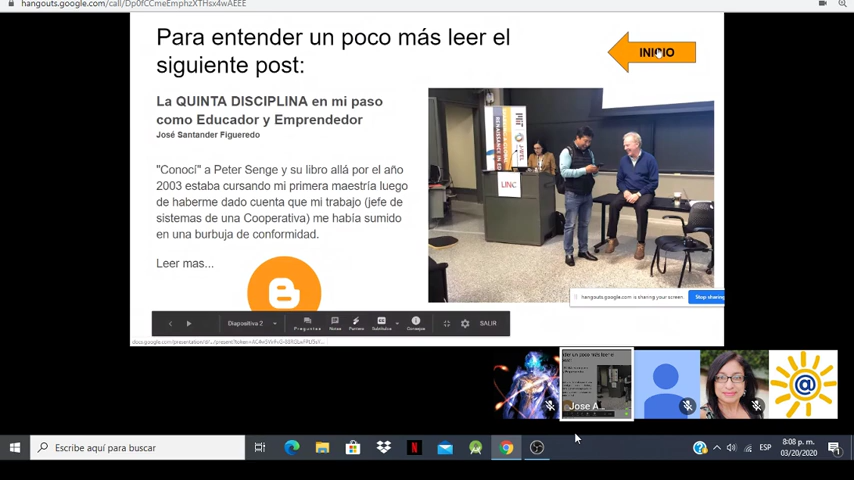 hangouts.google.com/call/Dp0fCCmeEmphzXTHsx4wAEEE
Para entender un poco más leer el
siguiente post:
INICIO
La QUINTA DISCIPLINA en mi paso
como Educador y Emprendedor
José Santander Figueredo
"Conocí" a Peter Senge y su libro allá por el año
2003 estaba cursando mi primera maestría luego
de haberme dado cuenta que mi trabajo (jefe de
sistemas de una Cooperativa) me había sumido
en una burbuja de conformidad.
Leer mas...
LINC
hangouts.google.com is sharing your screen.
Stop sharing
Diapositiva 2
Preguntas
Notas
Puntero
Subtítulos
Consejos
SALIR
Jose A...
Escribe aquí para buscar
ESP
8:08 p. m.
03/20/2020